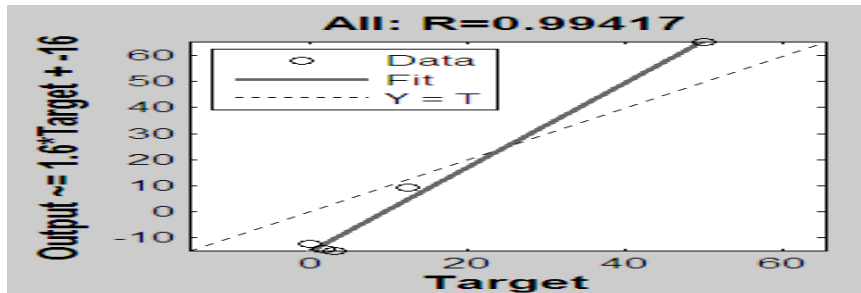 All: R=0.99417
Output ~= 1.6*Target + -16
60
50
40
30
20
10
0
-10
Data
Fit
Y = T
0 20 40 60
Target